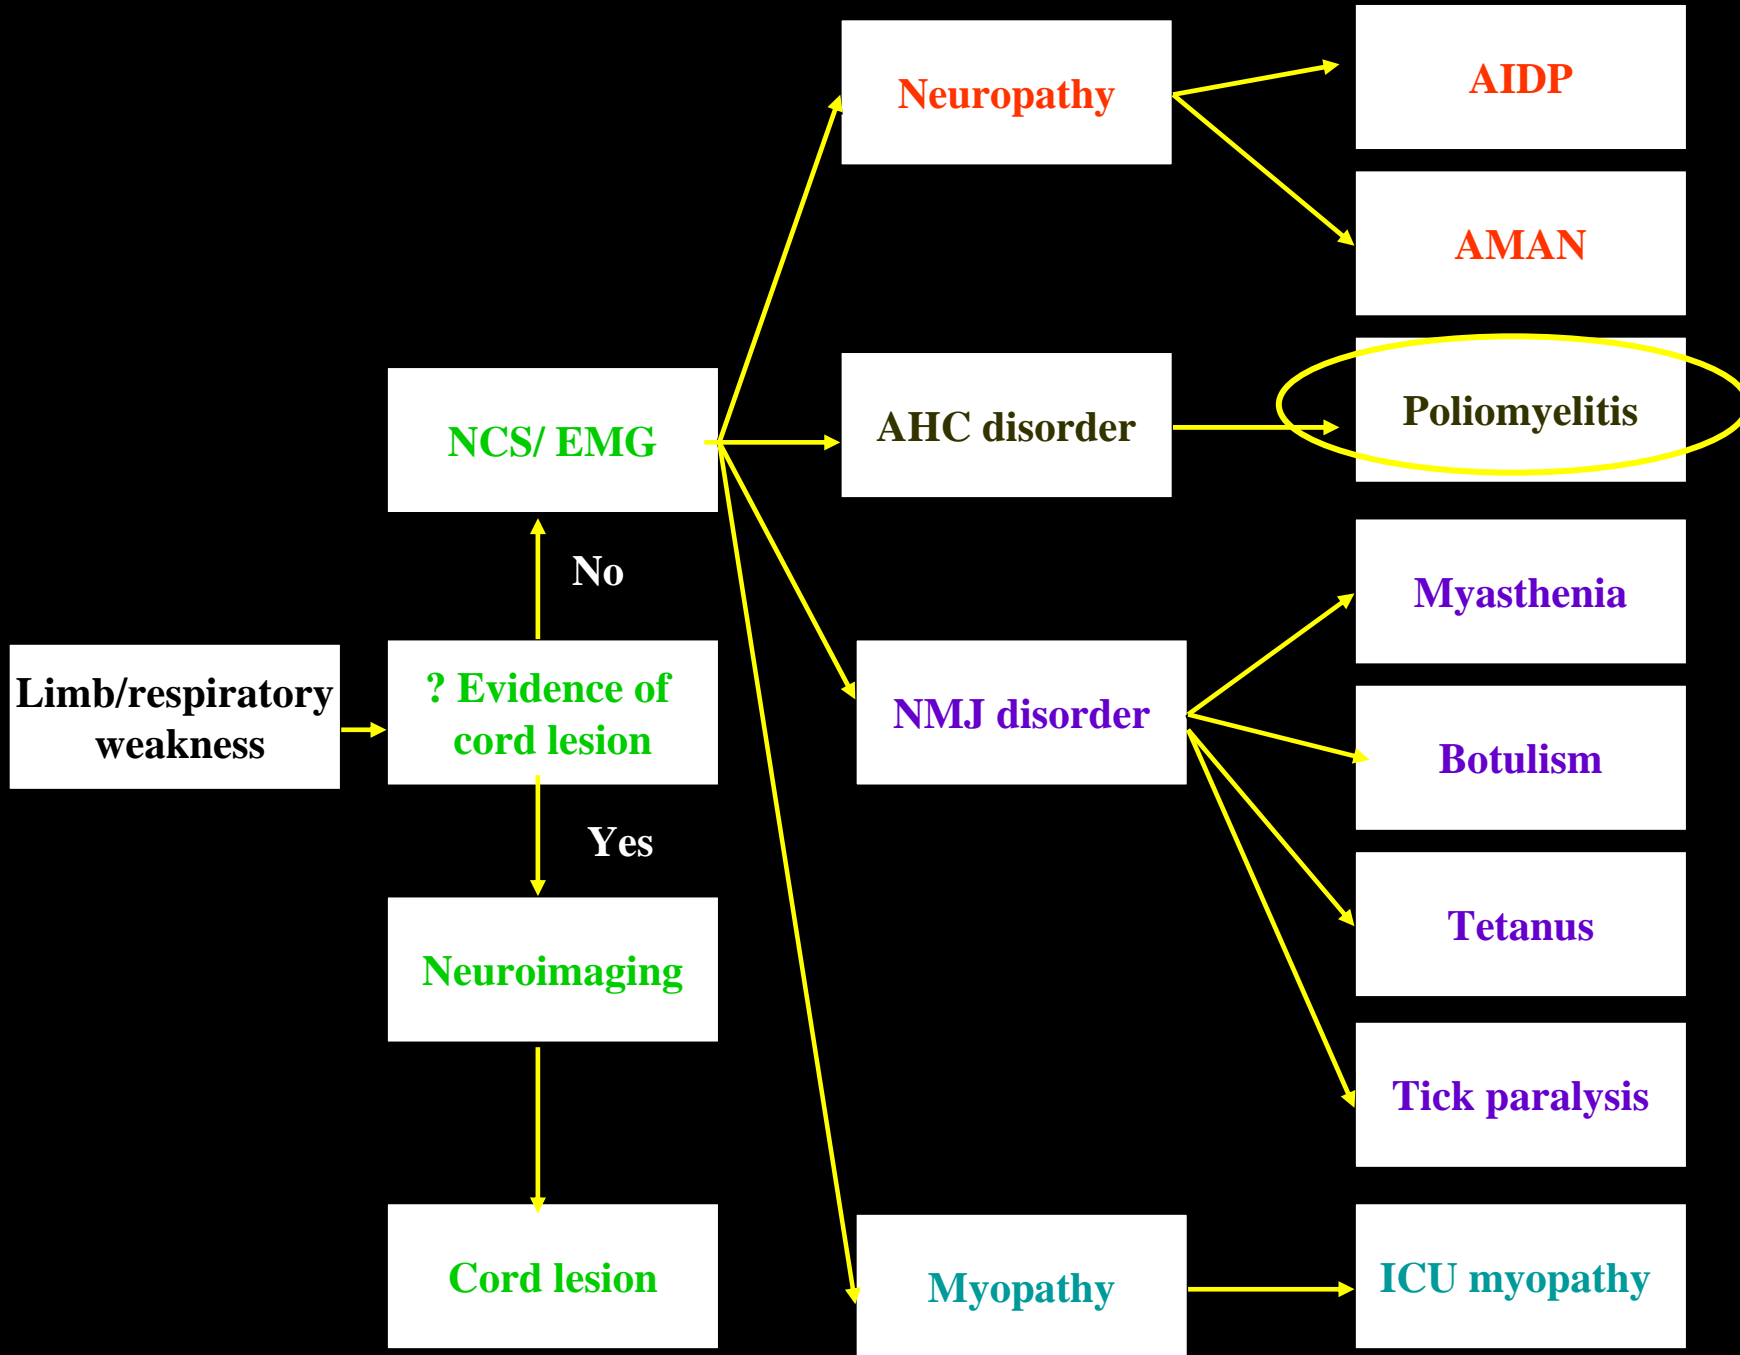 Neuropathy
AIDP
AMAN
NCS/ EMG
AHC disorder
Poliomyelitis
No
Limb/respiratory
weakness
? Evidence of
cord lesion
NMJ disorder
Myasthenia
Botulism
Tetanus
Tick paralysis
Yes
Neuroimaging
Cord lesion
Myopathy
ICU myopathy